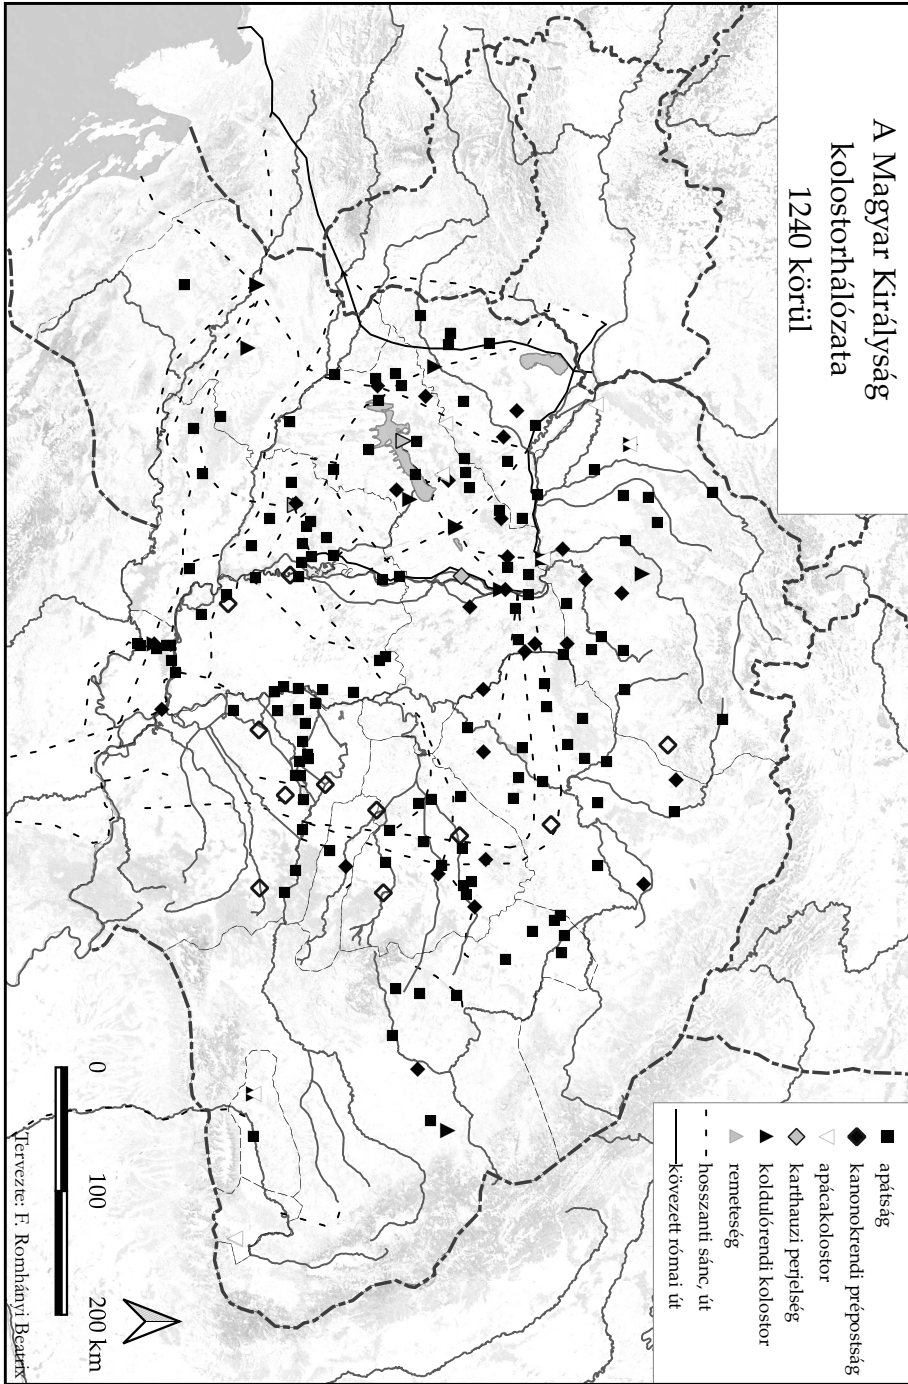 A Magyar Királyság
kolostorhálózata
1240 körül
apátság
kanonokrendi prépostság
apácakolostor
karthauzi perjelség
koldulórendi kolostor
remeteség
hosszanti sánc, út
kövezett római út
0
100
200 km
Tervezte: F. Romhányi Beatrix